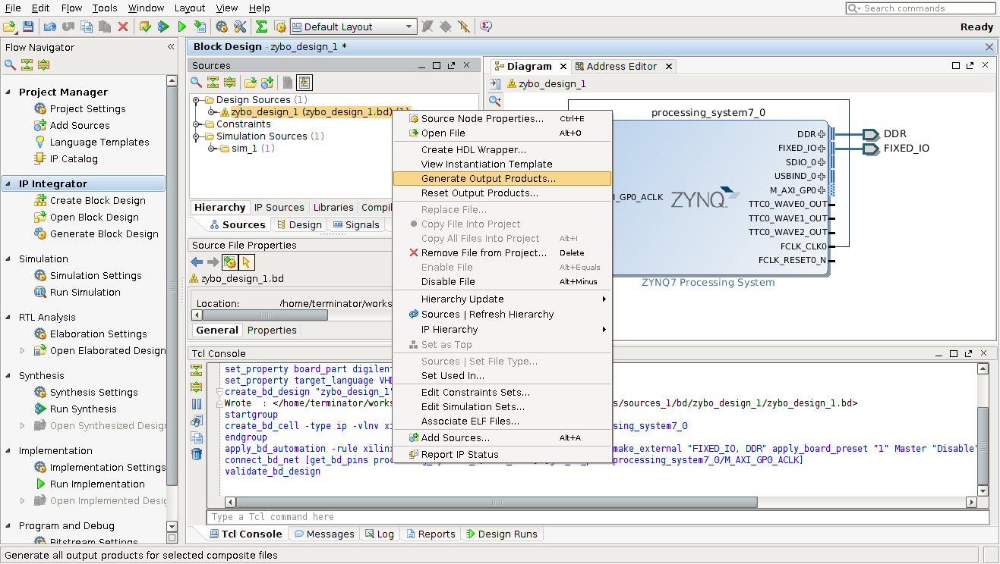 File Edit Flow Tools Window Layout View Help
Search commands
Default Layout
Ready
Flow Navigator
Project Manager
Project Settings
Add Sources
Language Templates
IP Catalog
IP Integrator
Create Block Design
Open Block Design
Generate Block Design
Simulation
Simulation Settings
Run Simulation
RTL Analysis
Elaboration Settings
Open Elaborated Design
Synthesis
Synthesis Settings
Run Synthesis
Open Synthesized Design
Implementation
Implementation Settings
Run Implementation
Open Implemented Desig
Program and Debug
Bitstream Settings
Block Design - zybo_design_1 *
Sources
Design Sources (1)
zybo_design_1 (zybo_design_1.bd) (1)
Constraints
Simulation Sources (1)
sim_1 (1)
Hierarchy IP Sources Libraries Compil
Sources Design Signals
Source File Properties
zybo_design_1.bd
Location: /home/terminator/works
General Properties
Source Node Properties... Ctrl+E
Open File Alt+O
Create HDL Wrapper...
View Instantiation Template
Generate Output Products...
Reset Output Products...
Replace File...
Copy File Into Project
Copy All Files Into Project Alt+I
Remove File from Project... Delete
Enable File Alt+Equals
Disable File Alt+Minus
Hierarchy Update
Sources | Refresh Hierarchy
IP Hierarchy
Set as Top
Sources | Set File Type...
Set Used In...
Edit Constraints Sets...
Edit Simulation Sets...
Associate ELF Files...
Add Sources... Alt+A
Report IP Status
Diagram Address Editor
zybo_design_1
processing_system7_0
DDR
FIXED_IO
SDIO_0
USBIND_0
M_AXI_GP0
TTC0_WAVE0_OUT
TTC0_WAVE1_OUT
TTC0_WAVE2_OUT
FCLK_CLK0
FCLK_RESET0_N
I_GP0_ACLK
ZYNQ
DDR
FIXED_IO
ZYNQ7 Processing System
Tcl Console
set_property board_part digilent
set_property target_language VHD
create_bd_design "zybo_design_1"
Wrote : </home/terminator/works s/sources_1/bd/zybo_design_1/zybo_design_1.bd>
startgroup
create_bd_cell -type ip -vlnv xi sing_system7_0
endgroup
apply_bd_automation -rule xilinx make_external "FIXED_IO, DDR" apply_board_preset "1" Master "Disable"
connect_bd_net [get_bd_pins proc processing_system7_0/M_AXI_GP0_ACLK]
validate_bd_design
Type a Tcl command here
Tcl Console Messages Log Reports Design Runs
Generate all output products for selected composite files